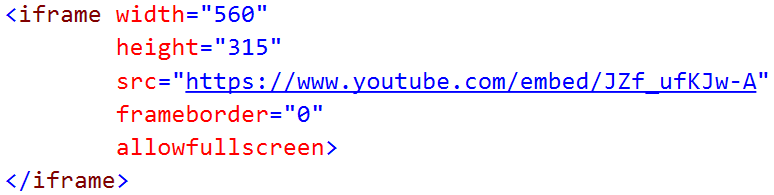 <iframe width="560"
height="315"
src="https://www.youtube.com/embed/JZf_ufKJw-A"
frameborder="0"
allowfullscreen>
</iframe>